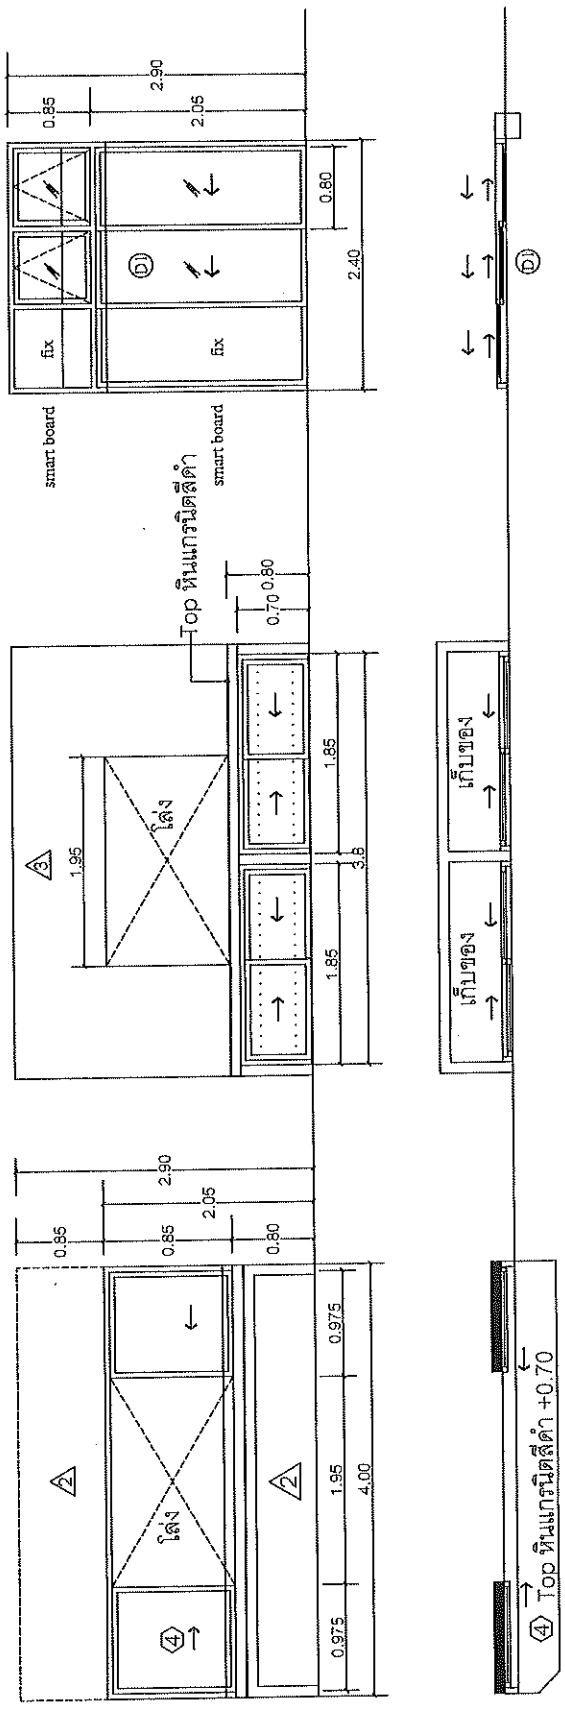 2
โล่ง
4
2
0.85
0.85
0.80
2.05
2.90
0.975
1.95
0.975
4.00
4 Top หินแกรนิตสีดำ +0.70
3
1.95
โล่ง
Top หินแกรนิตสีดำ
0.70
0.80
1.85
1.85
3.8
เก็บของ
เก็บของ
smart board
smart board
fix
fix
D1
0.85
2.05
2.90
0.80
2.40
D1